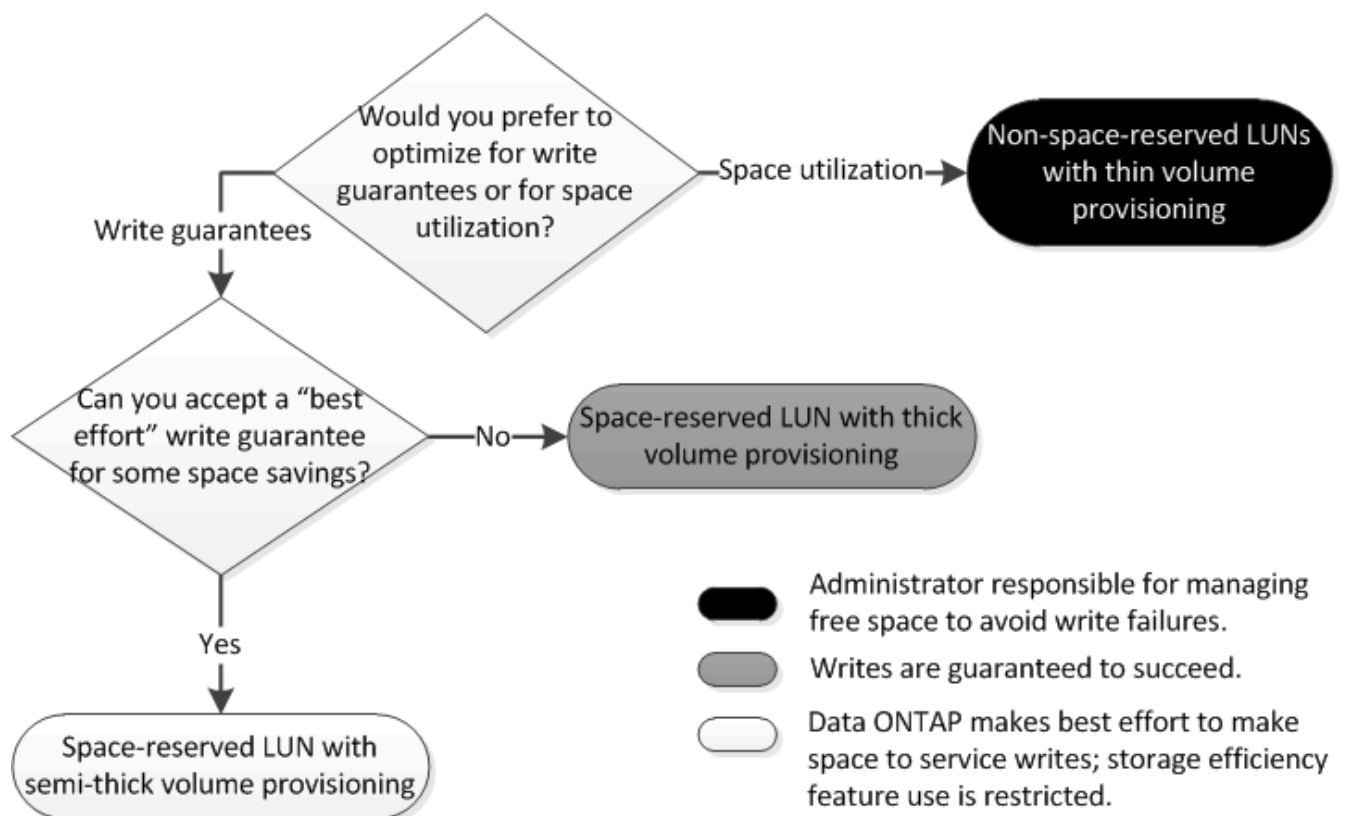 Would you prefer to
optimize for write
guarantees or for space
utilization?
Space utilization
Non-space-reserved LUNs
with thin volume
provisioning
Write guarantees
Can you accept a “best
effort” write guarantee
for some space savings?
No
Space-reserved LUN with thick
volume provisioning
Yes
Space-reserved LUN with
semi-thick volume provisioning
Administrator responsible for managing
free space to avoid write failures.
Writes are guaranteed to succeed.
Data ONTAP makes best effort to make
space to service writes; storage efficiency
feature use is restricted.